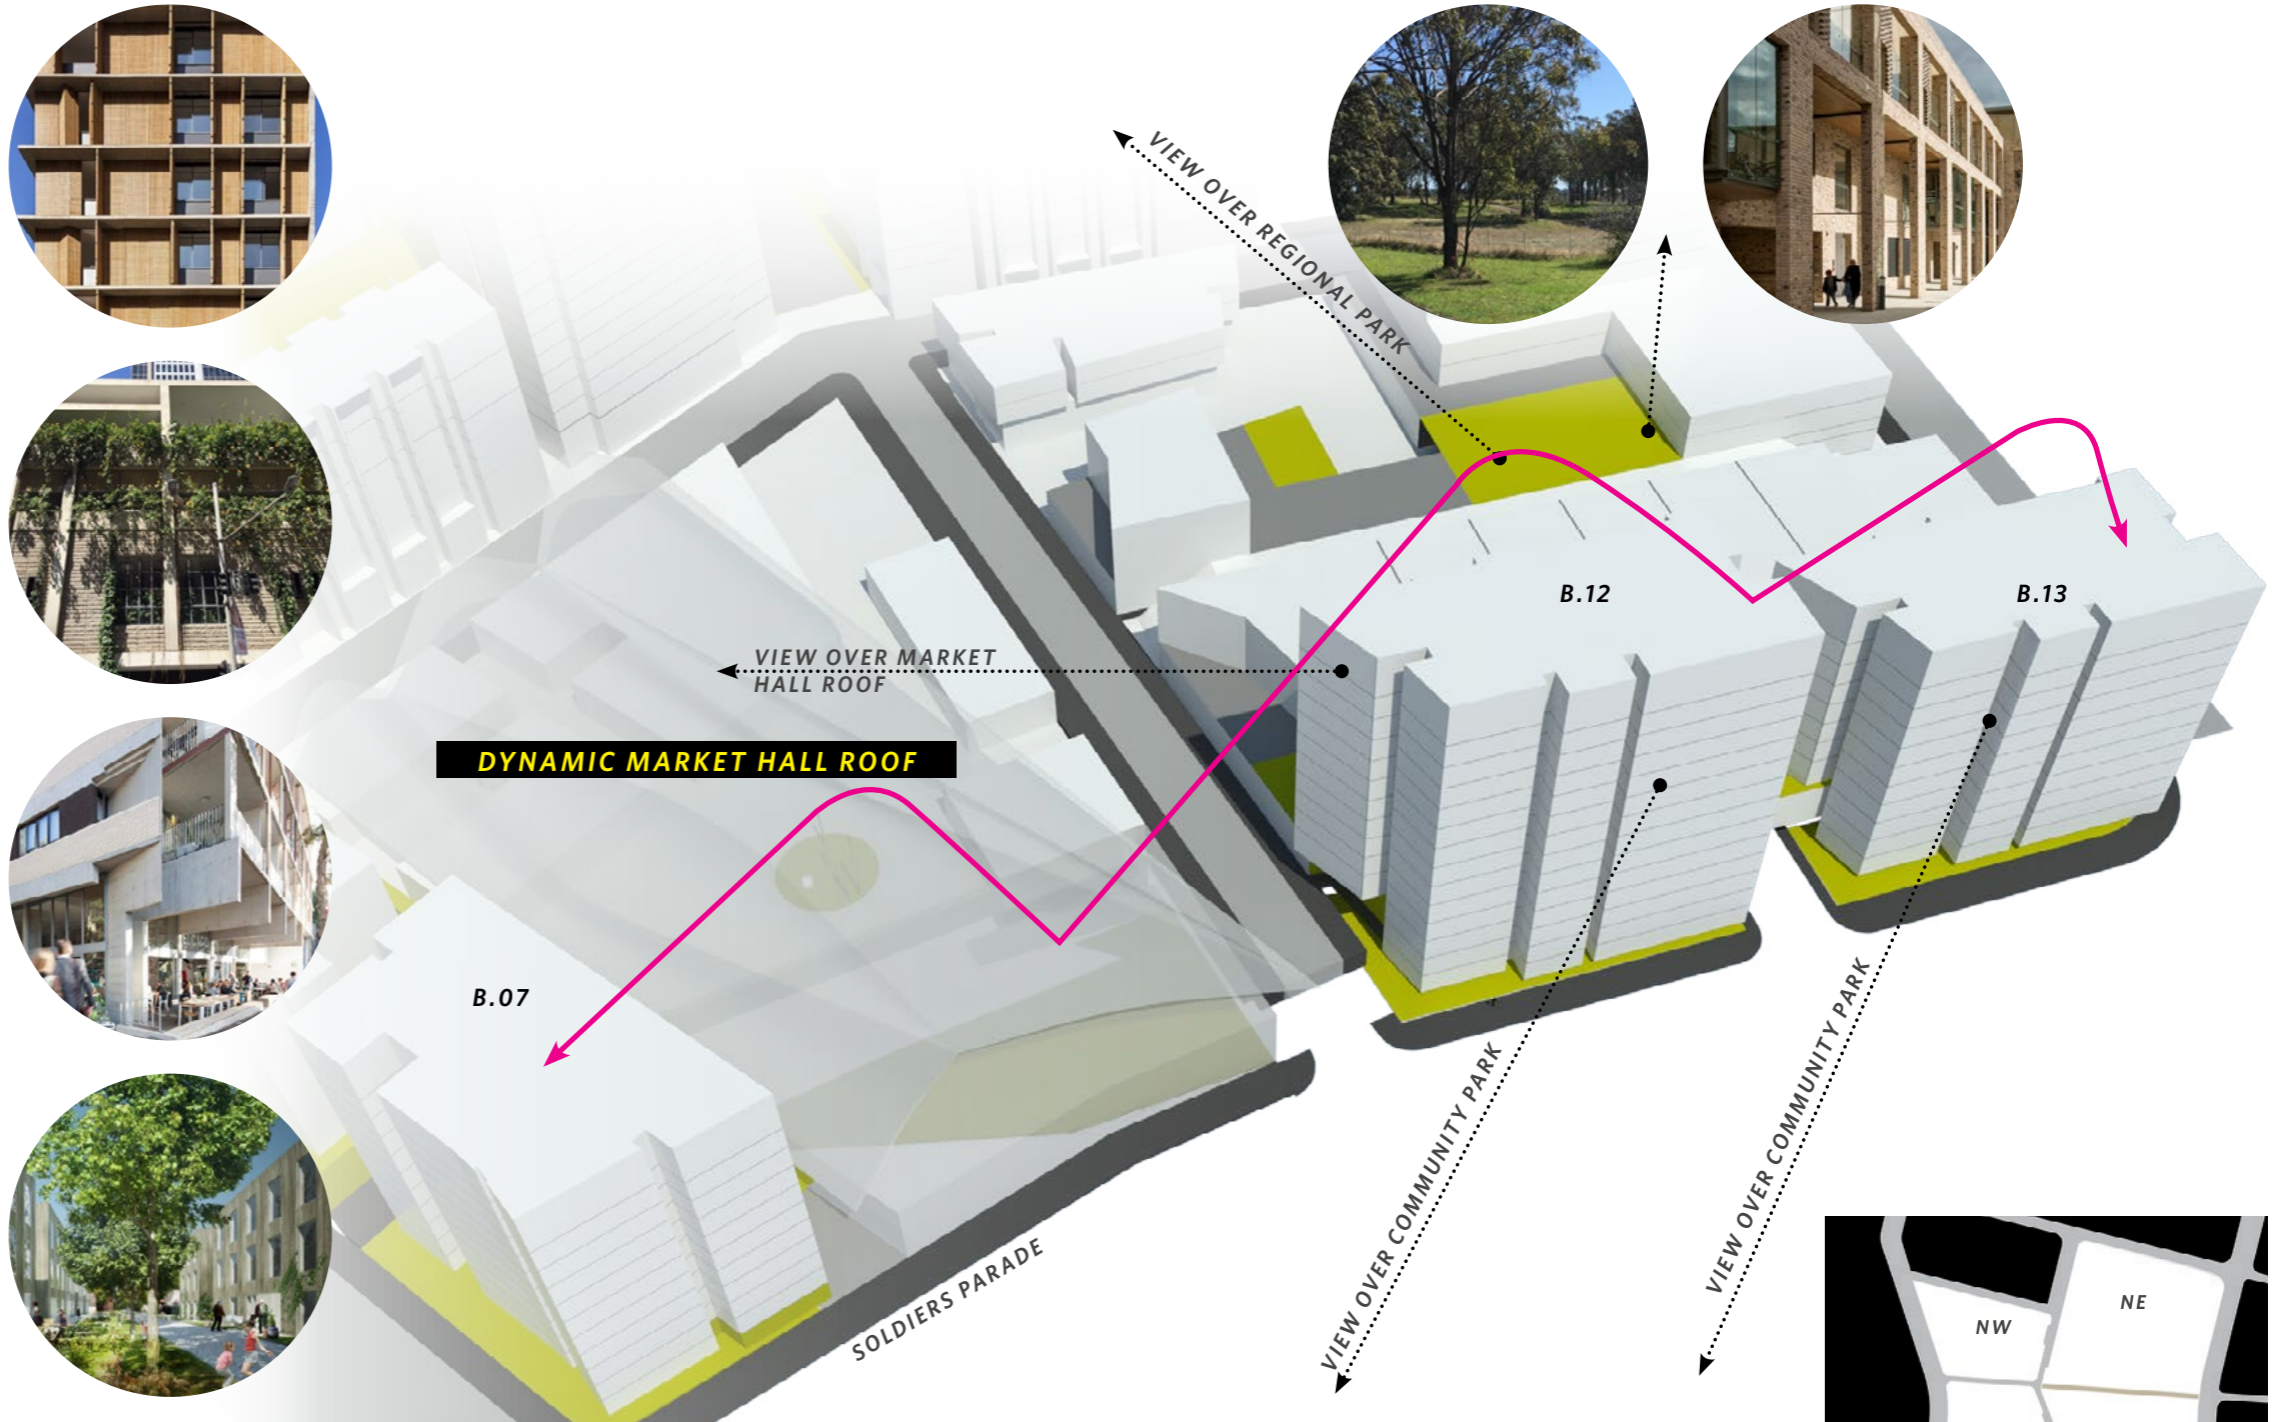 VIEW OVER REGIONAL PARK
B.12
B.13
VIEW OVER MARKET
HALL ROOF
DYNAMIC MARKET HALL ROOF
B.07
VIEW OVER COMMUNITY PARK
VIEW OVER COMMUNITY PARK
SOLDIERS PARADE
NE
NW